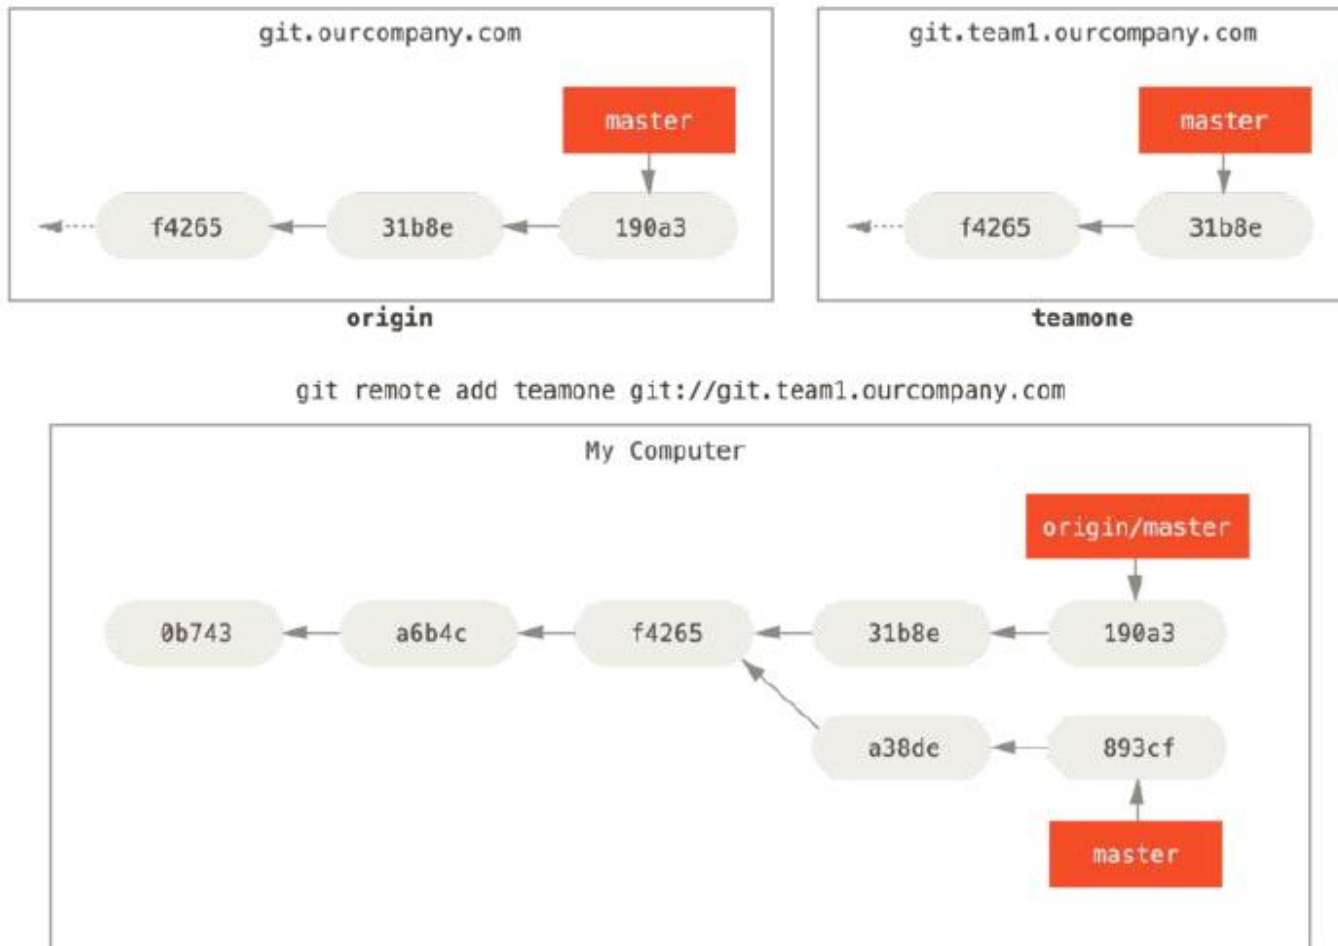 git.ourcompany.com
master
f4265
31b8e
190a3
origin
git.team1.ourcompany.com
master
f4265
31b8e
teamone
git remote add teamone git://git.team1.ourcompany.com
My Computer
origin/master
0b743
a6b4c
f4265
31b8e
190a3
a38de
893cf
master